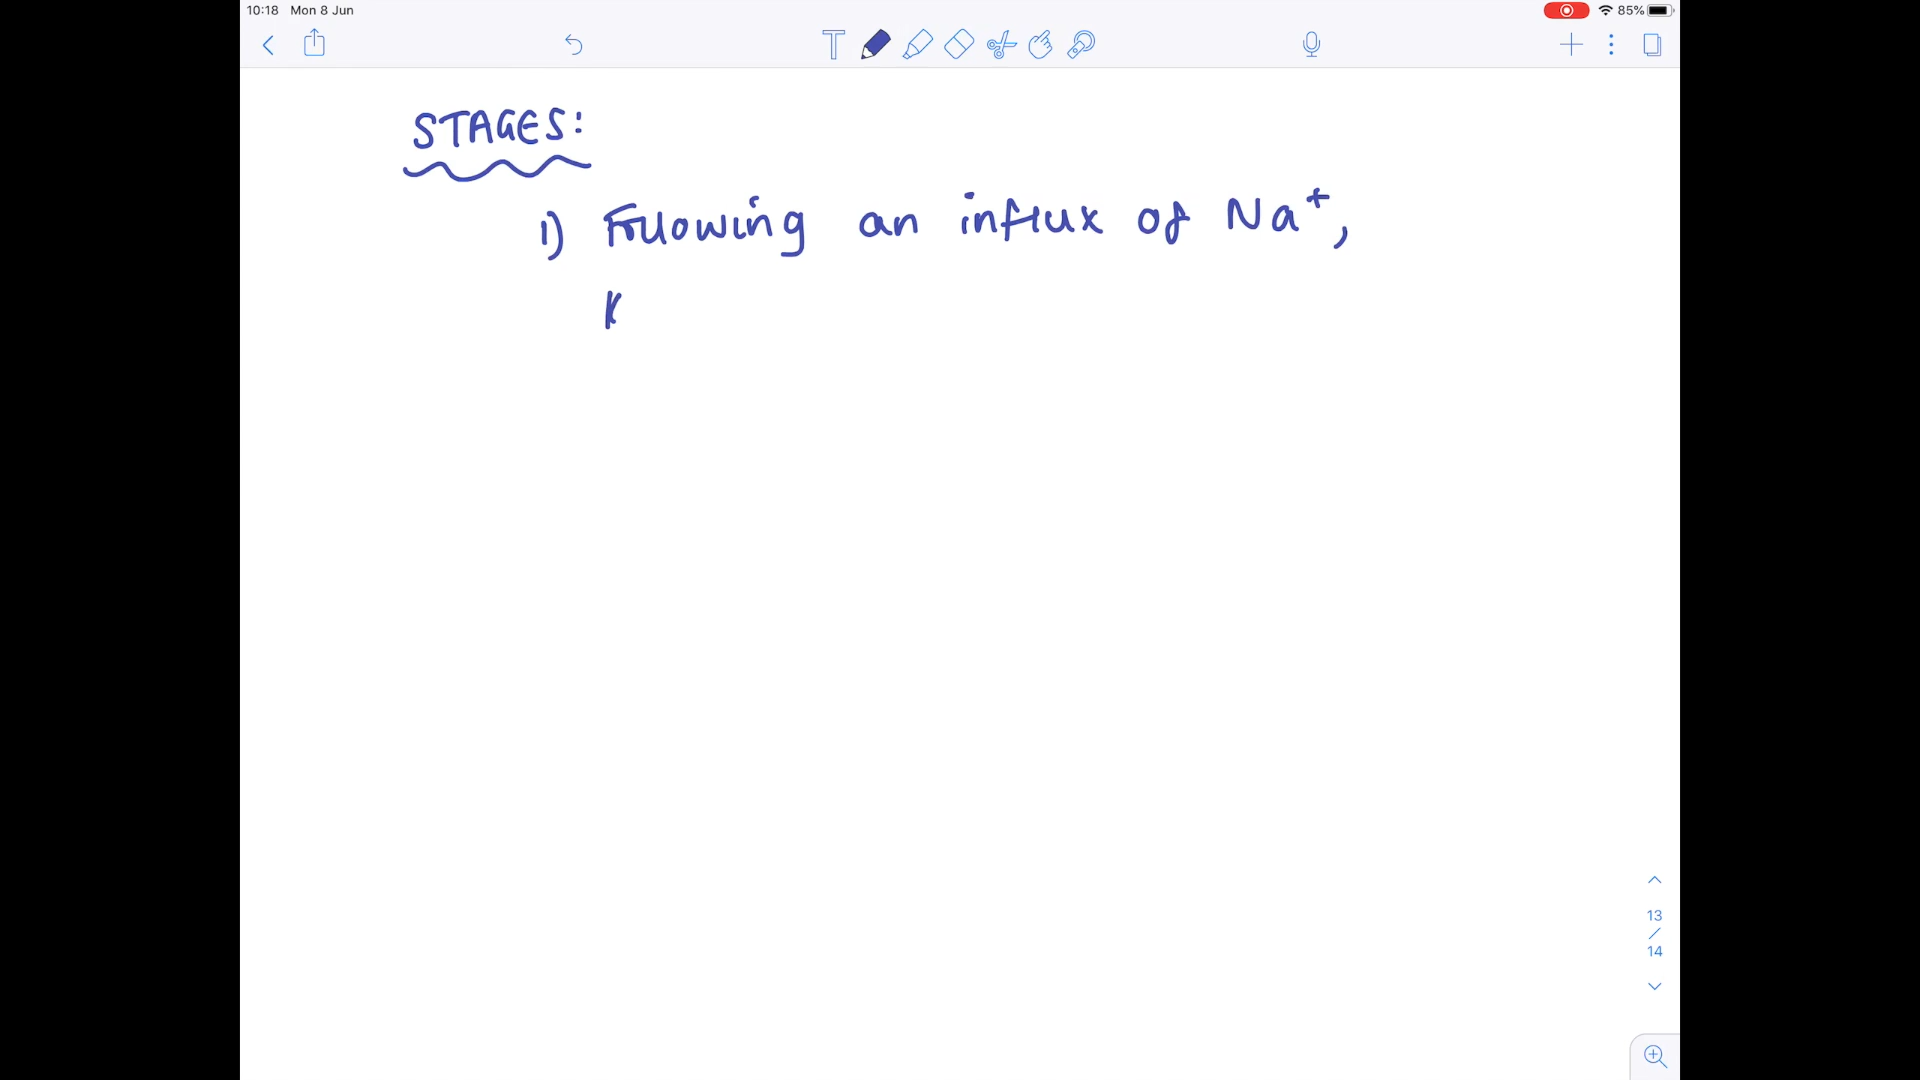 10:18 Mon 8 Jun 85%
T
STAGES:
1) Following an influx of Na⁺,
K
13
/
14